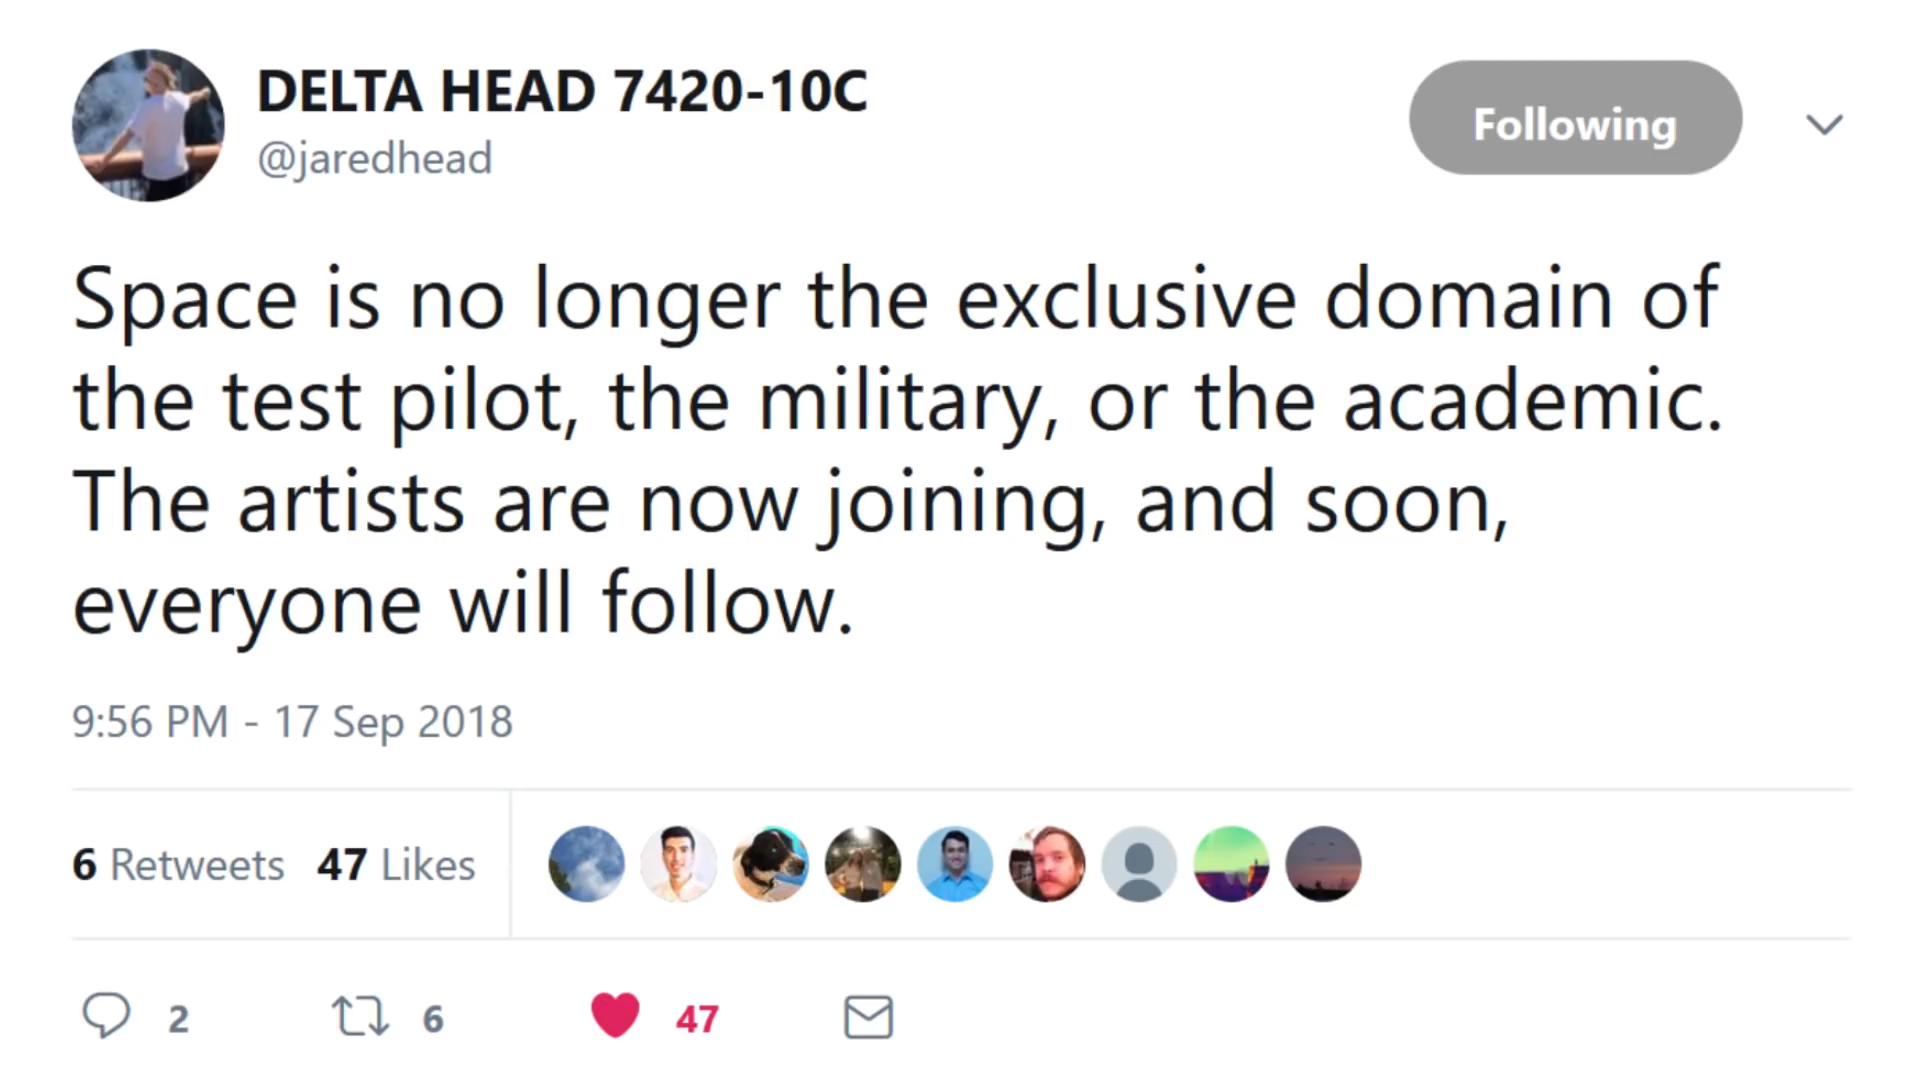 DELTA HEAD 7420-10C
@jaredhead
Following
Space is no longer the exclusive domain of
the test pilot, the military, or the academic.
The artists are now joining, and soon,
everyone will follow.
9:56 PM - 17 Sep 2018
6 Retweets 47 Likes
2 6 47